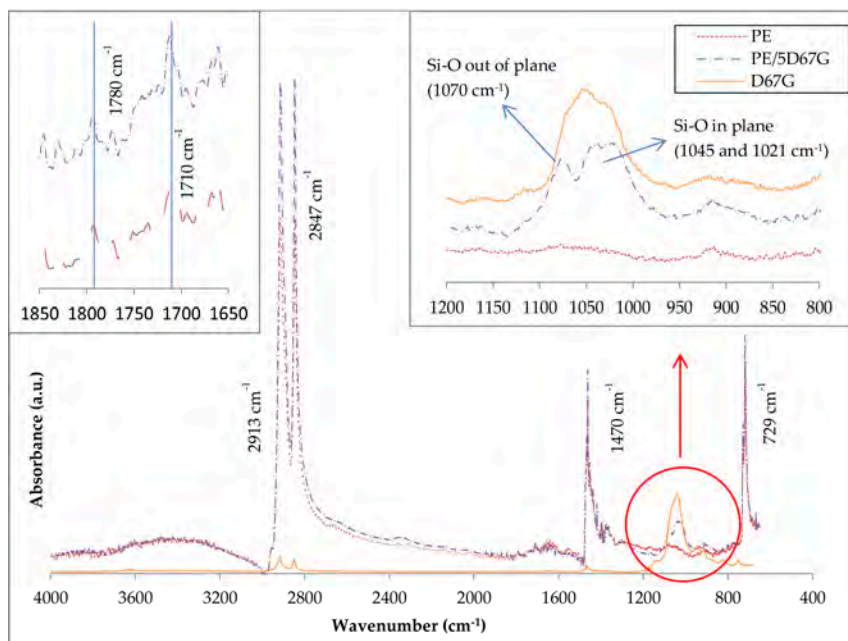 1780 cm⁻¹
1710 cm⁻¹
1850 1800 1750 1700 1650
PE
PE/5D67G
D67G
Si-O out of plane
(1070 cm⁻¹)
Si-O in plane
(1045 and 1021 cm⁻¹)
1200 1100 1050 1000 950 900 850 800
2913 cm⁻¹
2847 cm⁻¹
1470 cm⁻¹
729 cm⁻¹
Absorbance (a.u.)
4000 3600 3200 2800 2400 2000 1600 1200 800 400
Wavenumber (cm⁻¹)